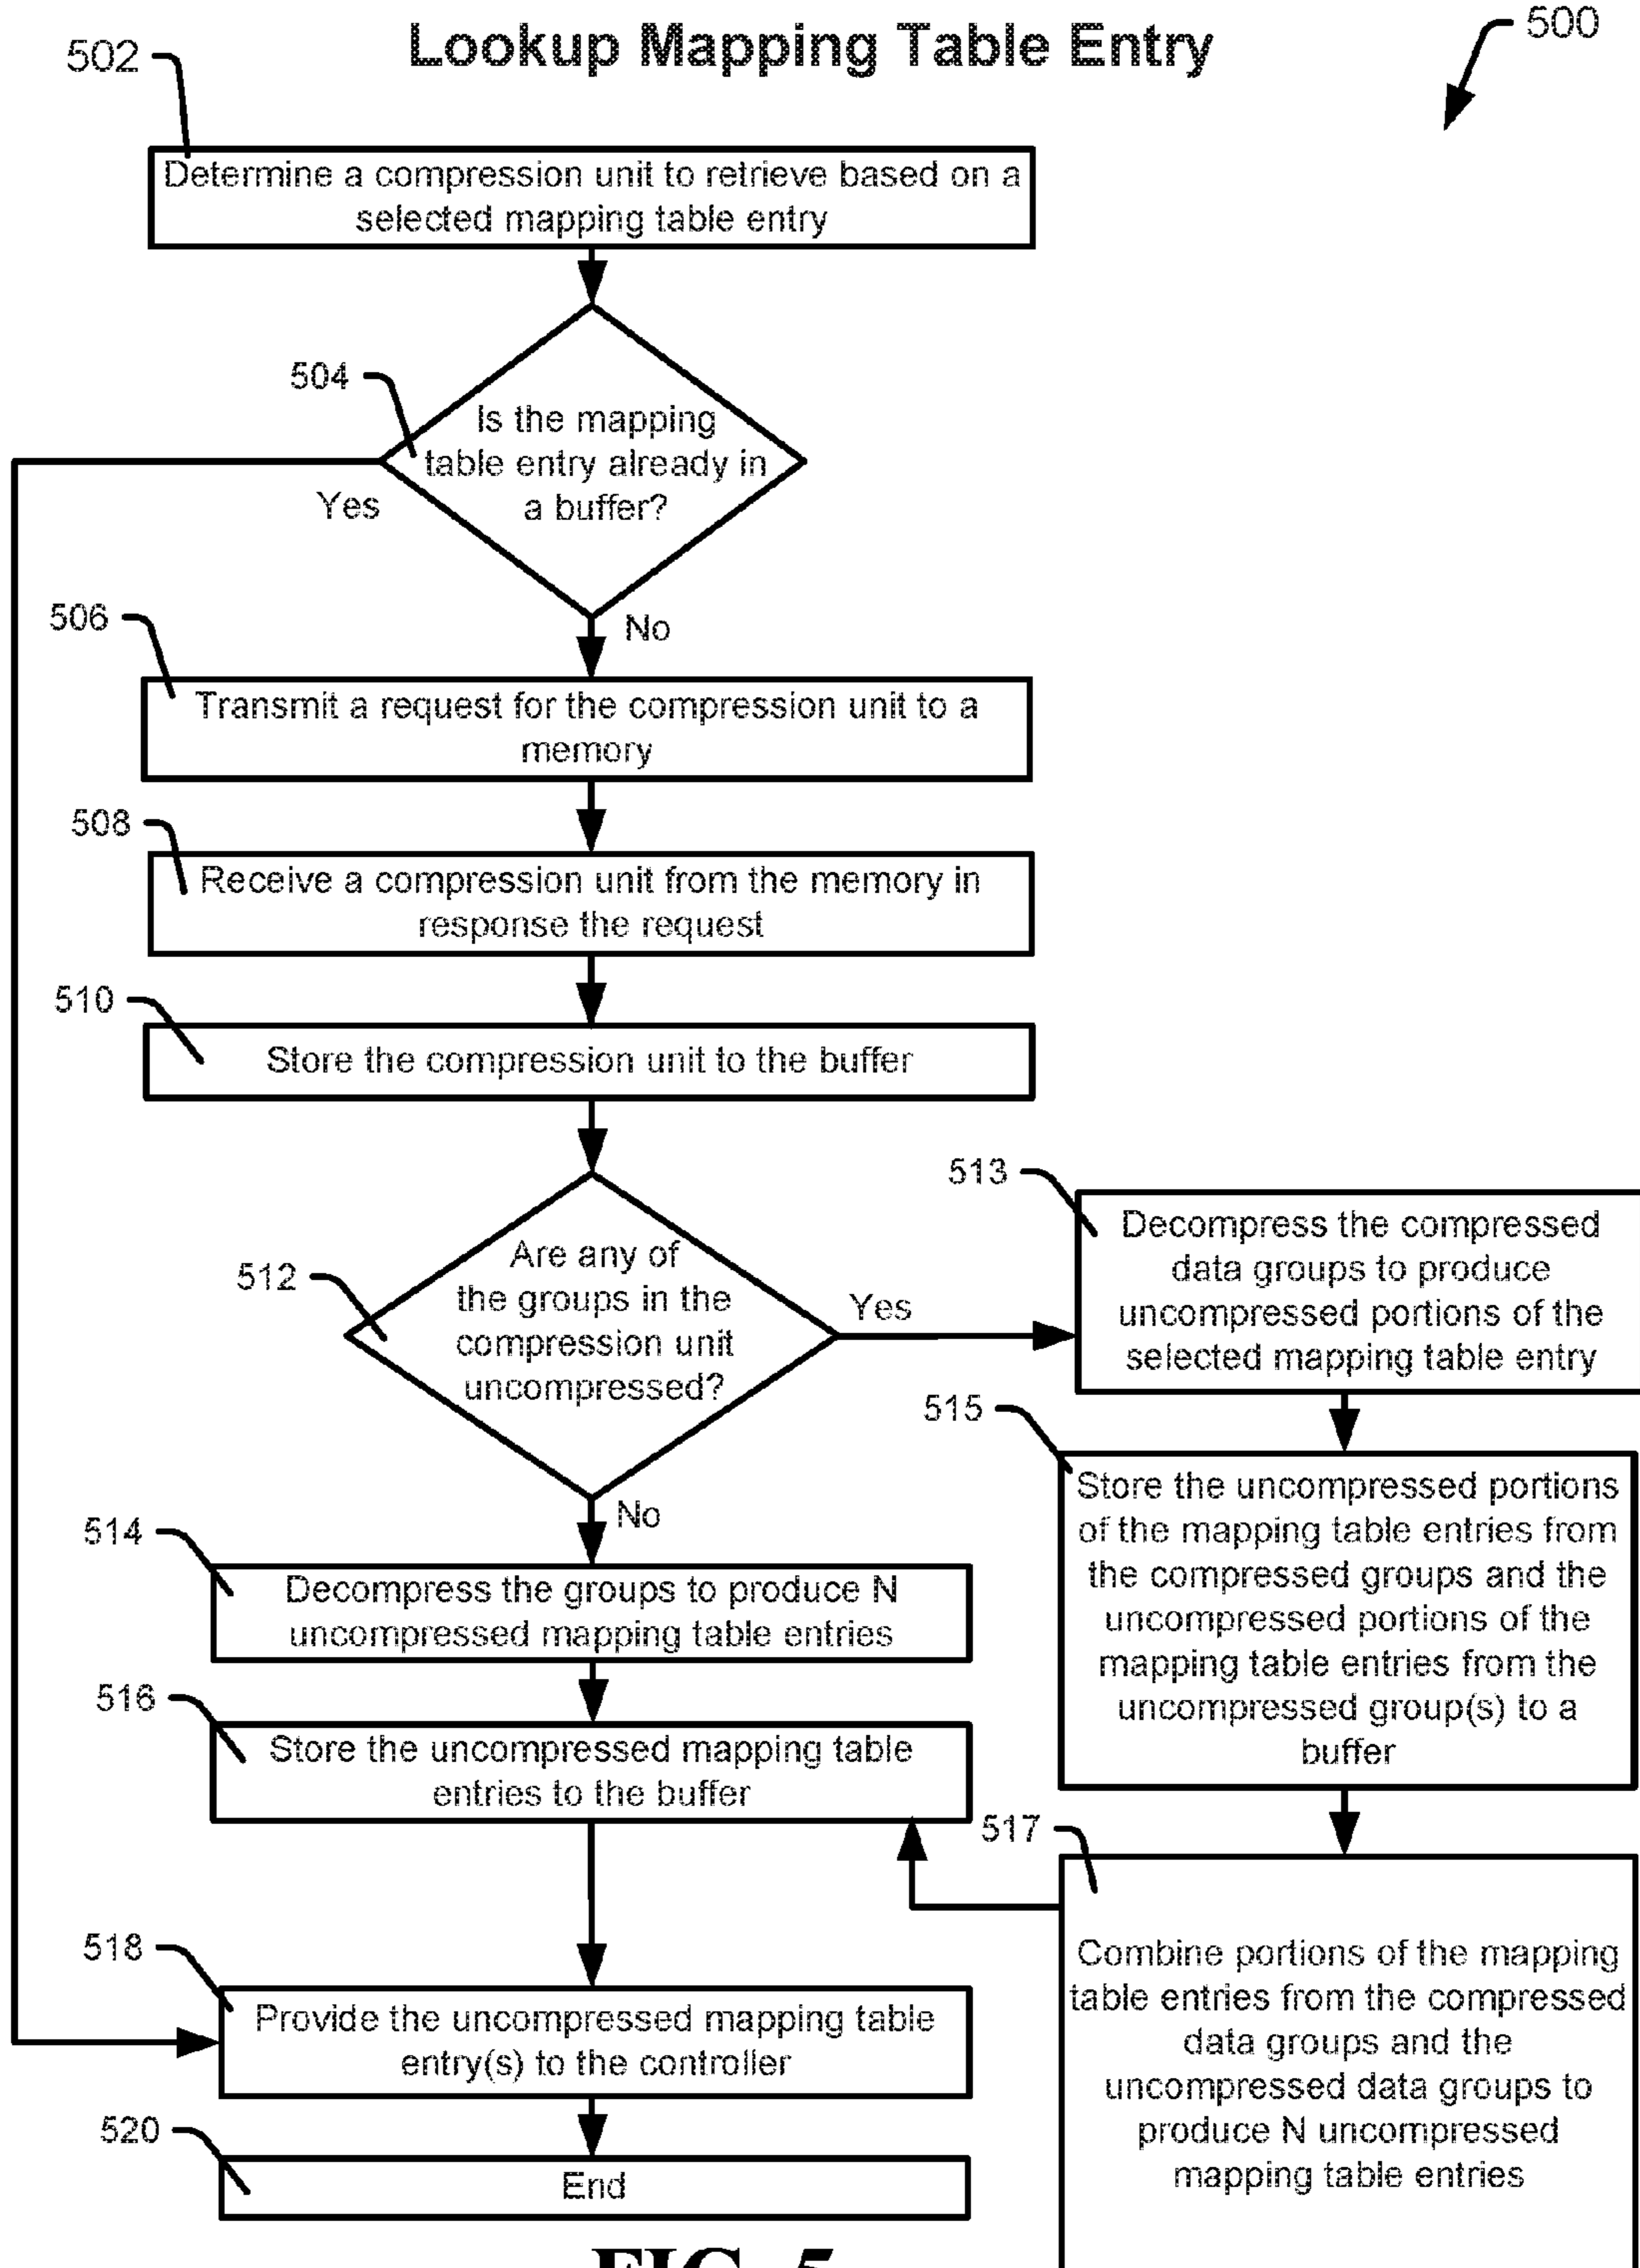 Lookup Mapping Table Entry
500
502
Determine a compression unit to retrieve based on a
selected mapping table entry
504
Is the mapping
table entry already in
a buffer?
Yes
No
506
Transmit a request for the compression unit to a
memory
508
Receive a compression unit from the memory in
response the request
510
Store the compression unit to the buffer
512
Are any of
the groups in the
compression unit
uncompressed?
Yes
No
513
Decompress the compressed
data groups to produce
uncompressed portions of the
selected mapping table entry
515
Store the uncompressed portions
of the mapping table entries from
the compressed groups and the
uncompressed portions of the
mapping table entries from the
uncompressed group(s) to a
buffer
514
Decompress the groups to produce N
uncompressed mapping table entries
516
Store the uncompressed mapping table
entries to the buffer
517
Combine portions of the mapping
table entries from the compressed
data groups and the
uncompressed data groups to
produce N uncompressed
mapping table entries
518
Provide the uncompressed mapping table
entry(s) to the controller
520
End
FIG. 5